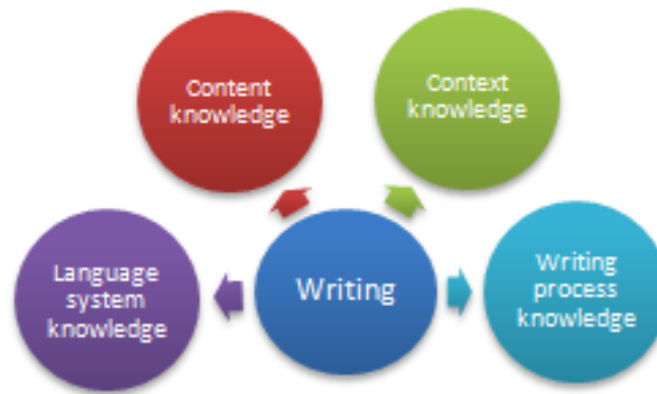 Content
knowledge
Context
knowledge
Language
system
knowledge
Writing
Writing
process
knowledge